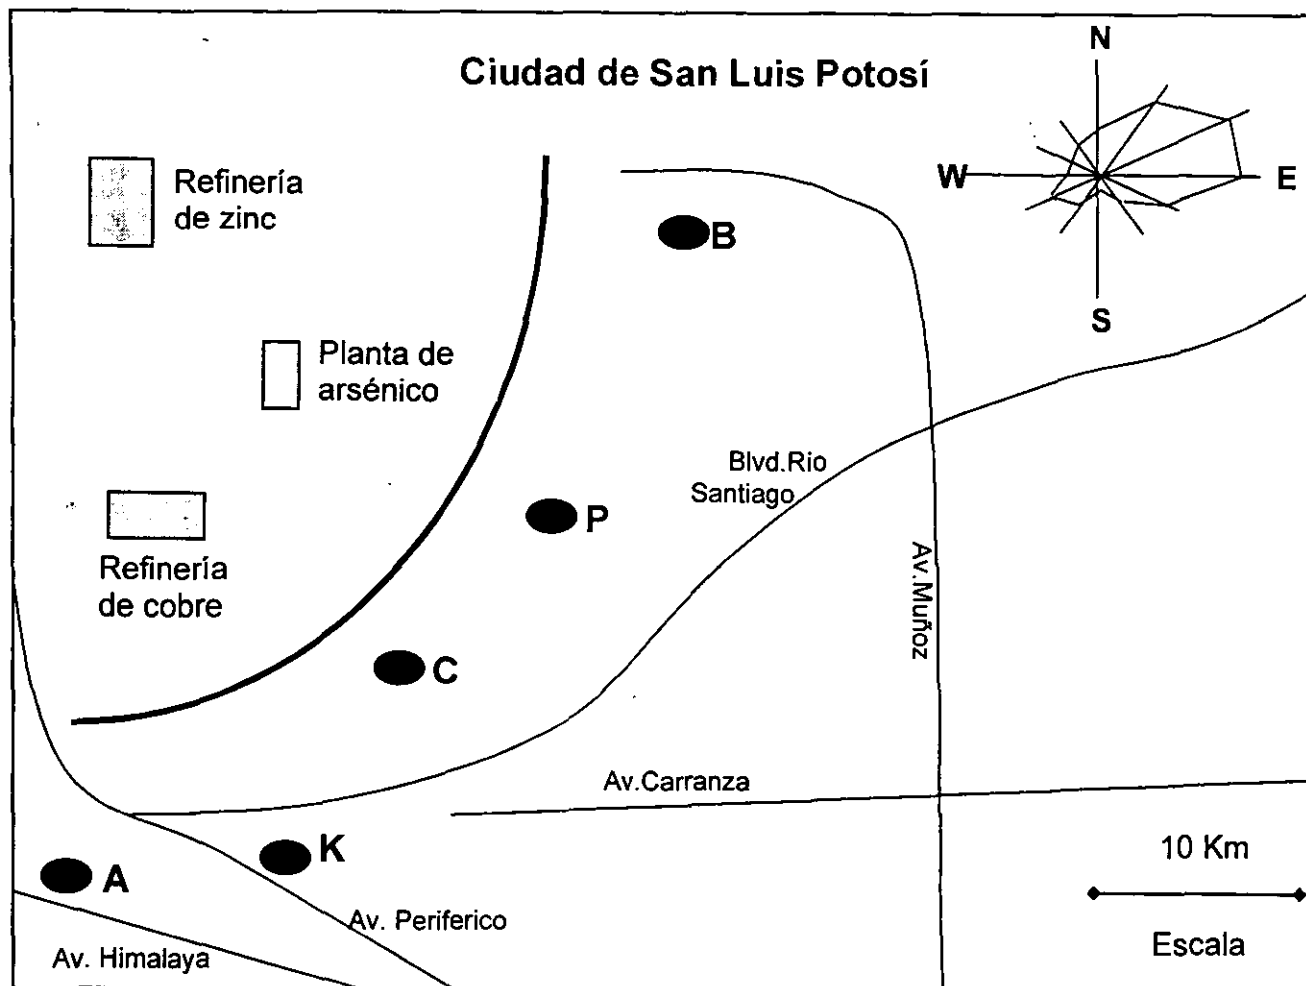 Ciudad de San Luis Potosí
N
W
E
S
Refinería
de zinc
B
Planta de
arsénico
Blvd.Rio
Santiago
P
Refinería
de cobre
Av.Muñoz
C
Av.Carranza
K
A
10 Km
Av. Periferico
Escala
Av. Himalaya